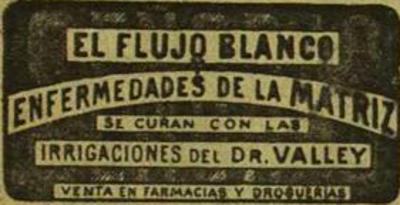 EL FLUJO BLANCO
Y
ENFERMEDADES DE LA MATRIZ
SE CURAN CON LAS
IRRIGACIONES DEL DR. VALLEY
VENTA EN FARMACIAS Y DROGUERIAS